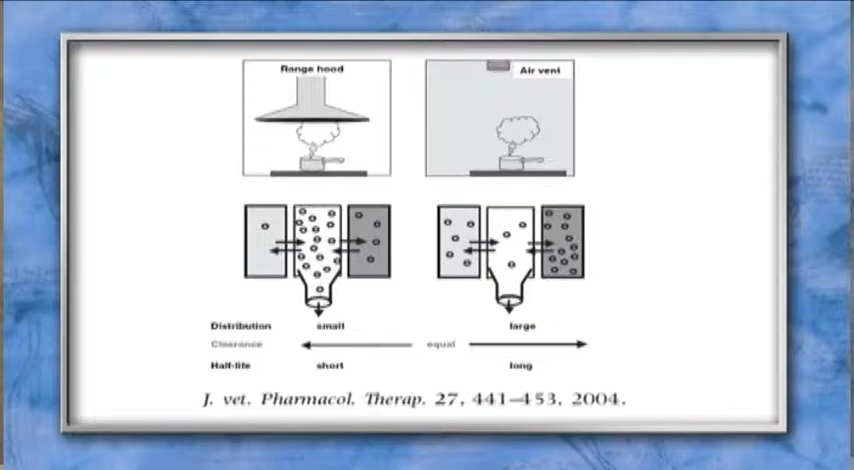 Range hood
Air vent
Distribution small large
Clearance equal
Half-life short long
J. vet. Pharmacol. Therap. 27, 441–453, 2004.